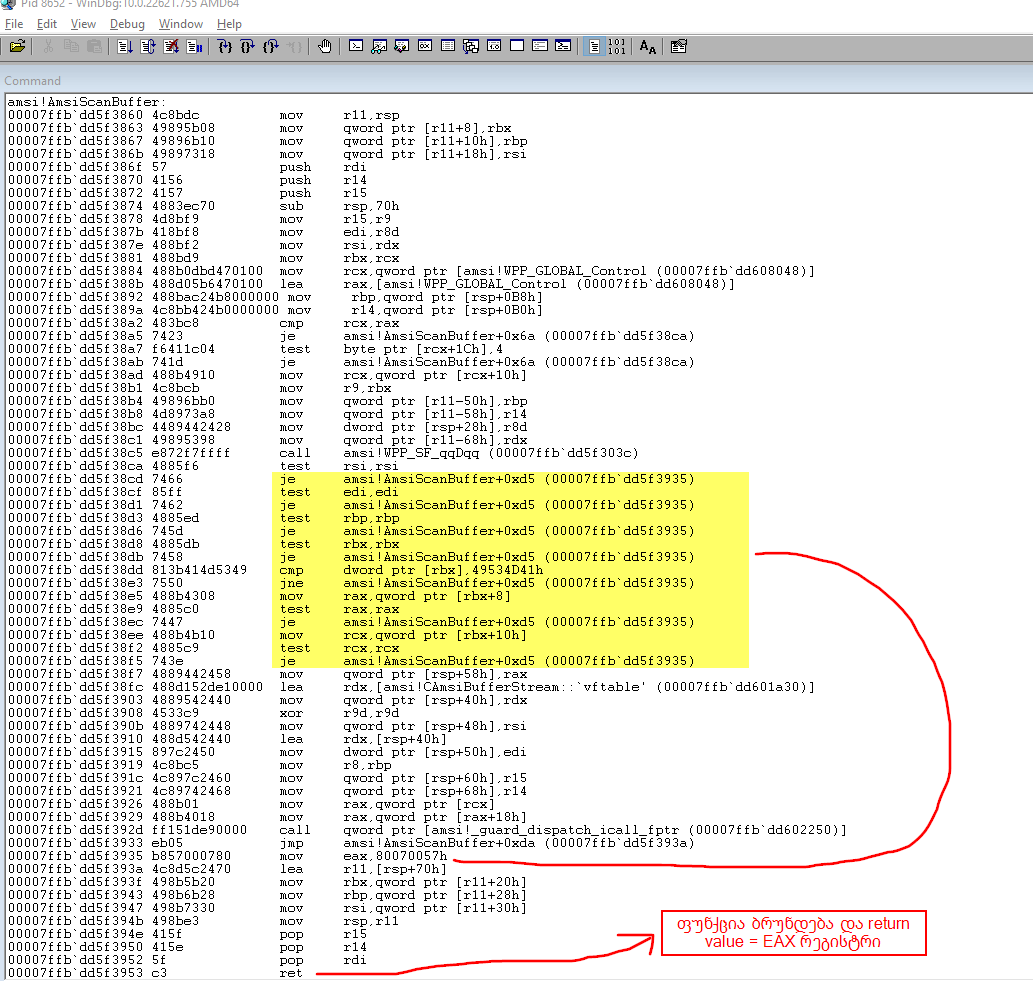 Pid 8652 - WinDbg:10.0.22621.755 AMD64
File Edit View Debug Window Help
Command
amsi!AmsiScanBuffer:
00007ffb`dd5f3860 4c8bdc mov r11,rsp
00007ffb`dd5f3863 49895b08 mov qword ptr [r11+8],rbx
00007ffb`dd5f3867 49896b10 mov qword ptr [r11+10h],rbp
00007ffb`dd5f386b 49897318 mov qword ptr [r11+18h],rsi
00007ffb`dd5f386f 57 push rdi
00007ffb`dd5f3870 4156 push r14
00007ffb`dd5f3872 4157 push r15
00007ffb`dd5f3874 4883ec70 sub rsp,70h
00007ffb`dd5f3878 4d8bf9 mov r15,r9
00007ffb`dd5f387b 418bf8 mov edi,r8d
00007ffb`dd5f387e 488bf2 mov rsi,rdx
00007ffb`dd5f3881 488bd9 mov rbx,rcx
00007ffb`dd5f3884 488b0dbd470100 mov rcx,qword ptr [amsi!WPP_GLOBAL_Control (00007ffb`dd608048)]
00007ffb`dd5f388b 488d05b6470100 lea rax,[amsi!WPP_GLOBAL_Control (00007ffb`dd608048)]
00007ffb`dd5f3892 488bac24b8000000 mov rbp,qword ptr [rsp+0B8h]
00007ffb`dd5f389a 4c8bb424b0000000 mov r14,qword ptr [rsp+0B0h]
00007ffb`dd5f38a2 483bc8 cmp rcx,rax
00007ffb`dd5f38a5 7423 je amsi!AmsiScanBuffer+0x6a (00007ffb`dd5f38ca)
00007ffb`dd5f38a7 f6411c04 test byte ptr [rcx+1Ch],4
00007ffb`dd5f38ab 741d je amsi!AmsiScanBuffer+0x6a (00007ffb`dd5f38ca)
00007ffb`dd5f38ad 488b4910 mov rcx,qword ptr [rcx+10h]
00007ffb`dd5f38b1 4c8bcb mov r9,rbx
00007ffb`dd5f38b4 49896bb0 mov qword ptr [r11-50h],rbp
00007ffb`dd5f38b8 4d8973a8 mov qword ptr [r11-58h],r14
00007ffb`dd5f38bc 4489442428 mov dword ptr [rsp+28h],r8d
00007ffb`dd5f38c1 49895398 mov qword ptr [r11-68h],rdx
00007ffb`dd5f38c5 e872f7ffff call amsi!WPP_SF_qqDqq (00007ffb`dd5f303c)
00007ffb`dd5f38ca 4885f6 test rsi,rsi
00007ffb`dd5f38cd 7466 je amsi!AmsiScanBuffer+0xd5 (00007ffb`dd5f3935)
00007ffb`dd5f38cf 85ff test edi,edi
00007ffb`dd5f38d1 7462 je amsi!AmsiScanBuffer+0xd5 (00007ffb`dd5f3935)
00007ffb`dd5f38d3 4885ed test rbp,rbp
00007ffb`dd5f38d6 745d je amsi!AmsiScanBuffer+0xd5 (00007ffb`dd5f3935)
00007ffb`dd5f38d8 4885db test rbx,rbx
00007ffb`dd5f38db 7458 je amsi!AmsiScanBuffer+0xd5 (00007ffb`dd5f3935)
00007ffb`dd5f38dd 813b414d5349 cmp dword ptr [rbx],49534D41h
00007ffb`dd5f38e3 7550 jne amsi!AmsiScanBuffer+0xd5 (00007ffb`dd5f3935)
00007ffb`dd5f38e5 488b4308 mov rax,qword ptr [rbx+8]
00007ffb`dd5f38e9 4885c0 test rax,rax
00007ffb`dd5f38ec 7447 je amsi!AmsiScanBuffer+0xd5 (00007ffb`dd5f3935)
00007ffb`dd5f38ee 488b4b10 mov rcx,qword ptr [rbx+10h]
00007ffb`dd5f38f2 4885c9 test rcx,rcx
00007ffb`dd5f38f5 743e je amsi!AmsiScanBuffer+0xd5 (00007ffb`dd5f3935)
00007ffb`dd5f38f7 4889442458 mov qword ptr [rsp+58h],rax
00007ffb`dd5f38fc 488d152de10000 lea rdx,[amsi!CAmsiBufferStream::`vftable' (00007ffb`dd601a30)]
00007ffb`dd5f3903 4889542440 mov qword ptr [rsp+40h],rdx
00007ffb`dd5f3908 4533c9 xor r9d,r9d
00007ffb`dd5f390b 4889742448 mov qword ptr [rsp+48h],rsi
00007ffb`dd5f3910 488d542440 lea rdx,[rsp+40h]
00007ffb`dd5f3915 897c2450 mov dword ptr [rsp+50h],edi
00007ffb`dd5f3919 4c8bc5 mov r8,rbp
00007ffb`dd5f391c 4c897c2460 mov qword ptr [rsp+60h],r15
00007ffb`dd5f3921 4c89742468 mov qword ptr [rsp+68h],r14
00007ffb`dd5f3926 488b01 mov rax,qword ptr [rcx]
00007ffb`dd5f3929 488b4018 mov rax,qword ptr [rax+18h]
00007ffb`dd5f392d ff151de90000 call qword ptr [amsi!_guard_dispatch_icall_fptr (00007ffb`dd602250)]
00007ffb`dd5f3933 eb05 jmp amsi!AmsiScanBuffer+0xda (00007ffb`dd5f393a)
00007ffb`dd5f3935 b857000780 mov eax,80070057h
00007ffb`dd5f393a 4c8d5c2470 lea r11,[rsp+70h]
00007ffb`dd5f393f 498b5b20 mov rbx,qword ptr [r11+20h]
00007ffb`dd5f3943 498b6b28 mov rbp,qword ptr [r11+28h]
00007ffb`dd5f3947 498b7330 mov rsi,qword ptr [r11+30h]
00007ffb`dd5f394b 498be3 mov rsp,r11
00007ffb`dd5f394e 415f pop r15
00007ffb`dd5f3950 415e pop r14
00007ffb`dd5f3952 5f pop rdi
00007ffb`dd5f3953 c3 ret
ფუნქცია ბრუნდება და return
value = EAX რეგისტრი